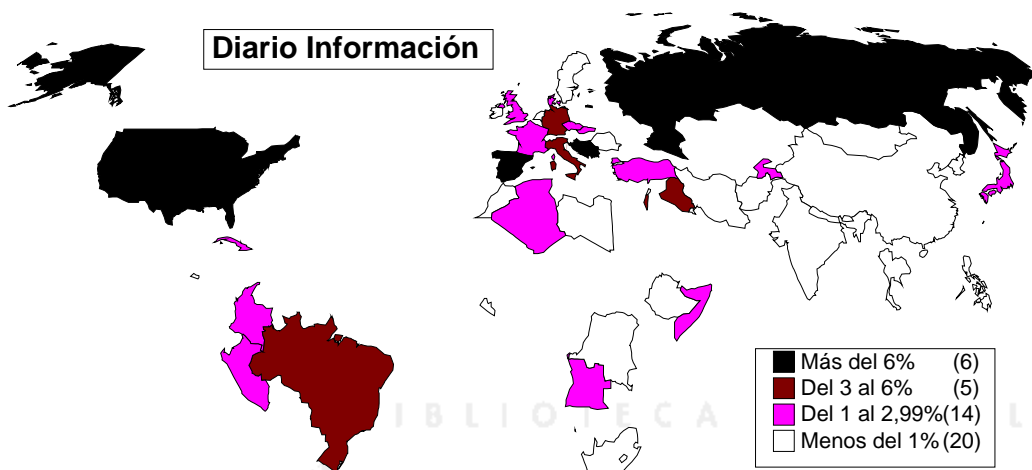 Diario Información
Más del 6% (6)
Del 3 al 6% (5)
Del 1 al 2,99%(14)
Menos del 1% (20)
BIBLIOTECA